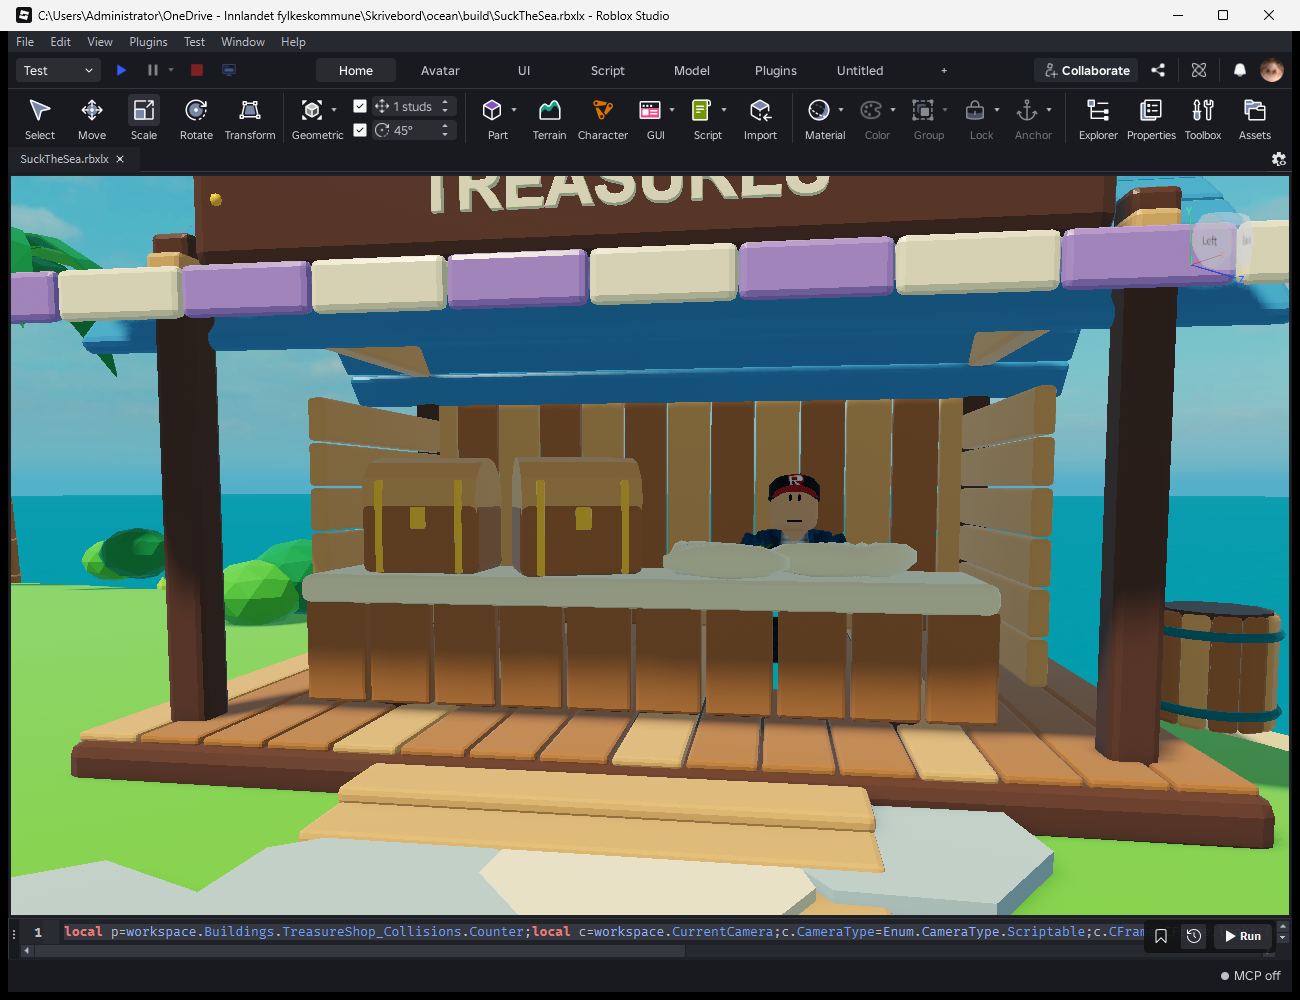 C:\Users\Administrator\OneDrive - Innlandet fylkeskommune\Skrivebord\ocean\build\SuckTheSea.rbxlx - Roblox Studio
File Edit View Plugins Test Window Help
Test Home Avatar UI Script Model Plugins Untitled + Collaborate
1 studs
45°
Select Move Scale Rotate Transform Geometric Part Terrain Character GUI Script Import Material Color Group Lock Anchor Explorer Properties Toolbox Assets
SuckTheSea.rbxlx
TREASURES
Y
Left
Z
R
1 local p=workspace.Buildings.TreasureShop_Collisions.Counter;local c=workspace.CurrentCamera;c.CameraType=Enum.CameraType.Scriptable;c.CFram
Run
MCP off